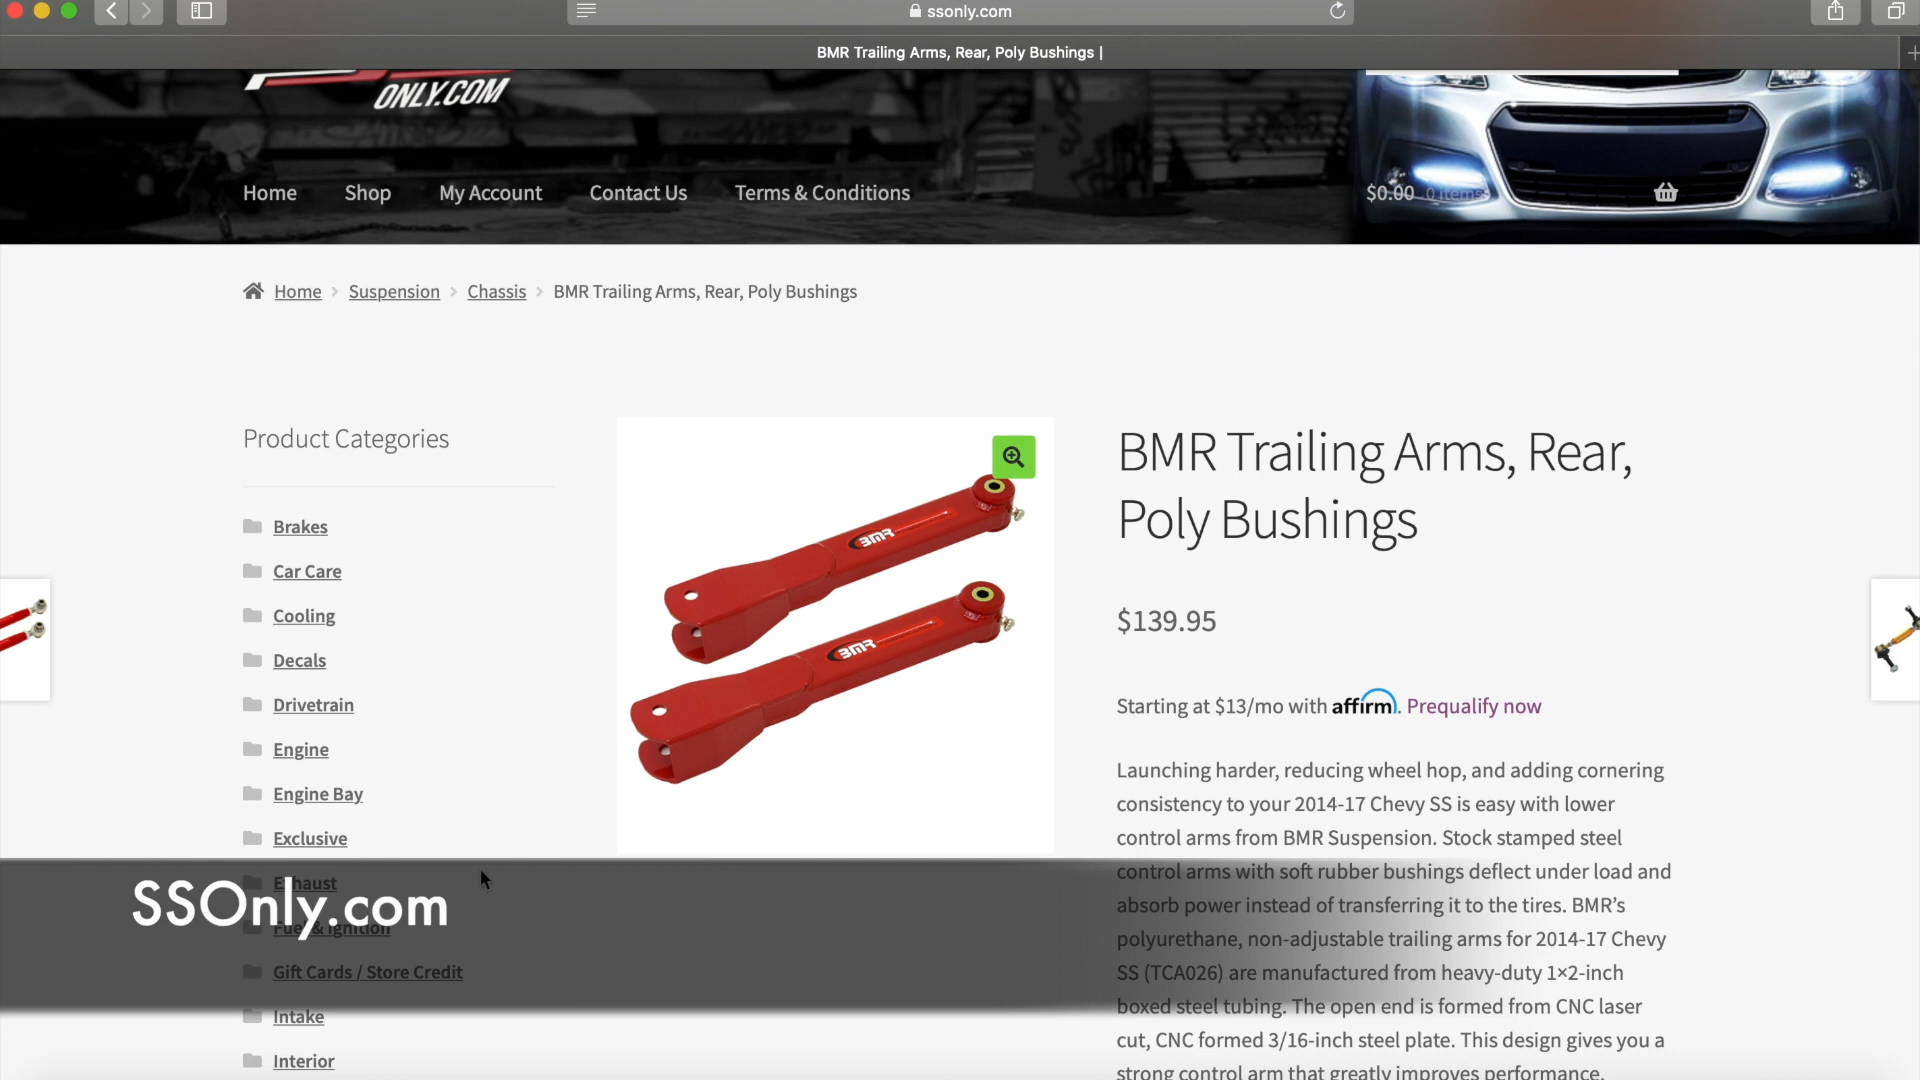 ssonly.com
BMR Trailing Arms, Rear, Poly Bushings |
ONLY.COM
Home
Shop
My Account
Contact Us
Terms & Conditions
$0.00 0 items
Home
Suspension
Chassis
BMR Trailing Arms, Rear, Poly Bushings
Product Categories
Brakes
Car Care
Cooling
Decals
Drivetrain
Engine
Engine Bay
Exclusive
Exhaust
Fuel & Ignition
Gift Cards / Store Credit
Intake
Interior
BMR
BMR
BMR Trailing Arms, Rear,
Poly Bushings
$139.95
Starting at $13/mo with affirm. Prequalify now
Launching harder, reducing wheel hop, and adding cornering
consistency to your 2014-17 Chevy SS is easy with lower
control arms from BMR Suspension. Stock stamped steel
control arms with soft rubber bushings deflect under load and
absorb power instead of transferring it to the tires. BMR’s
polyurethane, non-adjustable trailing arms for 2014-17 Chevy
SS (TCA026) are manufactured from heavy-duty 1×2-inch
boxed steel tubing. The open end is formed from CNC laser
cut, CNC formed 3/16-inch steel plate. This design gives you a
strong control arm that greatly improves performance.
SSOnly.com